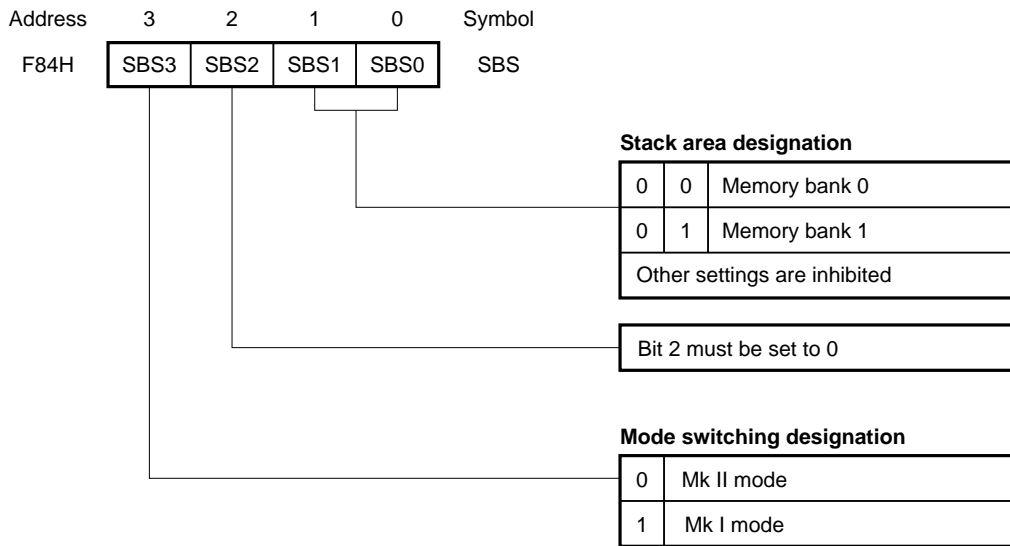 Address 3 2 1 0 Symbol
F84H SBS3 SBS2 SBS1 SBS0 SBS
Stack area designation
0 0 Memory bank 0
0 1 Memory bank 1
Other settings are inhibited
Bit 2 must be set to 0
Mode switching designation
0 Mk II mode
1 Mk I mode